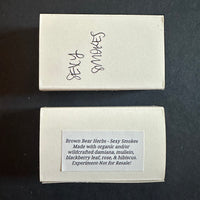 SEXY
SMOKES
Brown Bear Herbs - Sexy Smokes
Made with organic and/or
wildcrafted damiana, mullein,
blackberry leaf, rose, & hibiscus.
Experiment-Not for Resale!